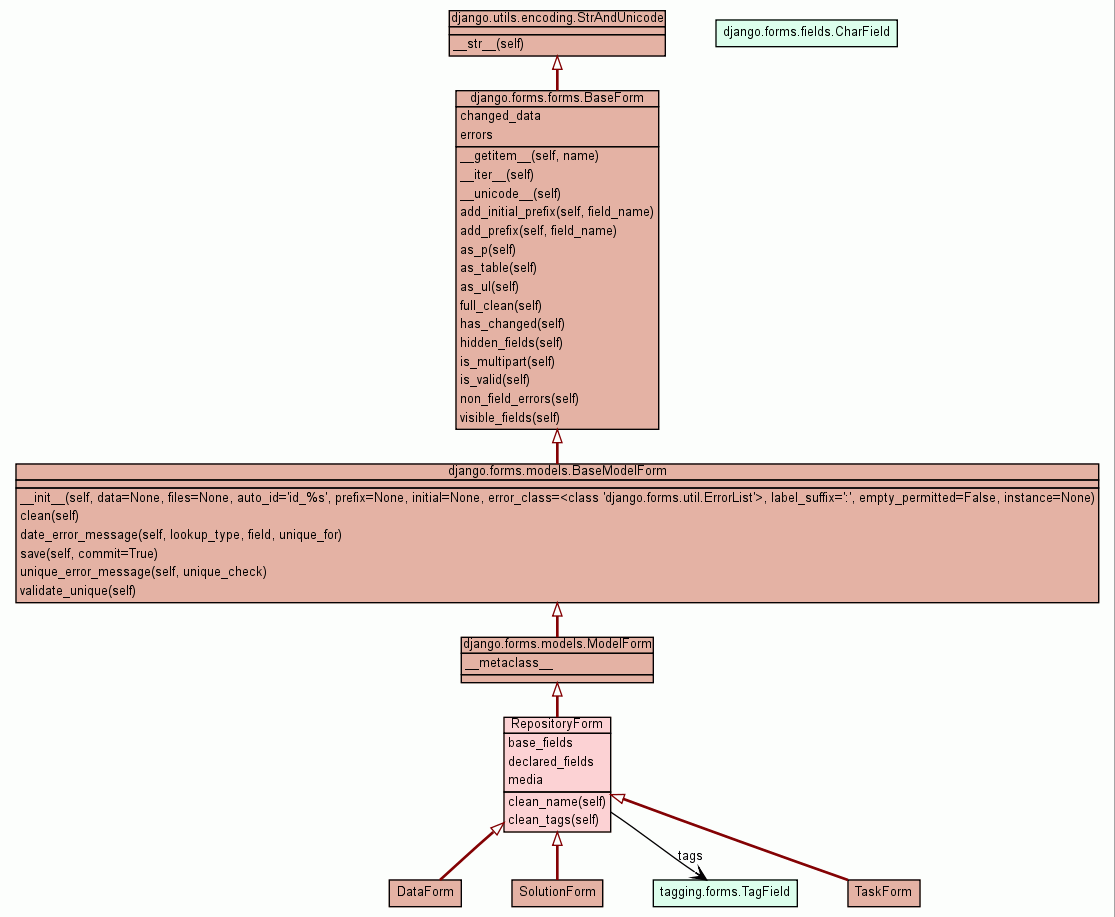 django.utils.encoding.StrAndUnicode
__str__(self)
django.forms.fields.CharField
django.forms.forms.BaseForm
changed_data
errors
__getitem__(self, name)
__iter__(self)
__unicode__(self)
add_initial_prefix(self, field_name)
add_prefix(self, field_name)
as_p(self)
as_table(self)
as_ul(self)
full_clean(self)
has_changed(self)
hidden_fields(self)
is_multipart(self)
is_valid(self)
non_field_errors(self)
visible_fields(self)
django.forms.models.BaseModelForm
__init__(self, data=None, files=None, auto_id='id_%s', prefix=None, initial=None, error_class=<class 'django.forms.util.ErrorList'>, label_suffix=':', empty_permitted=False, instance=None)
clean(self)
date_error_message(self, lookup_type, field, unique_for)
save(self, commit=True)
unique_error_message(self, unique_check)
validate_unique(self)
django.forms.models.ModelForm
__metaclass__
RepositoryForm
base_fields
declared_fields
media
clean_name(self)
clean_tags(self)
tags
DataForm
SolutionForm
tagging.forms.TagField
TaskForm